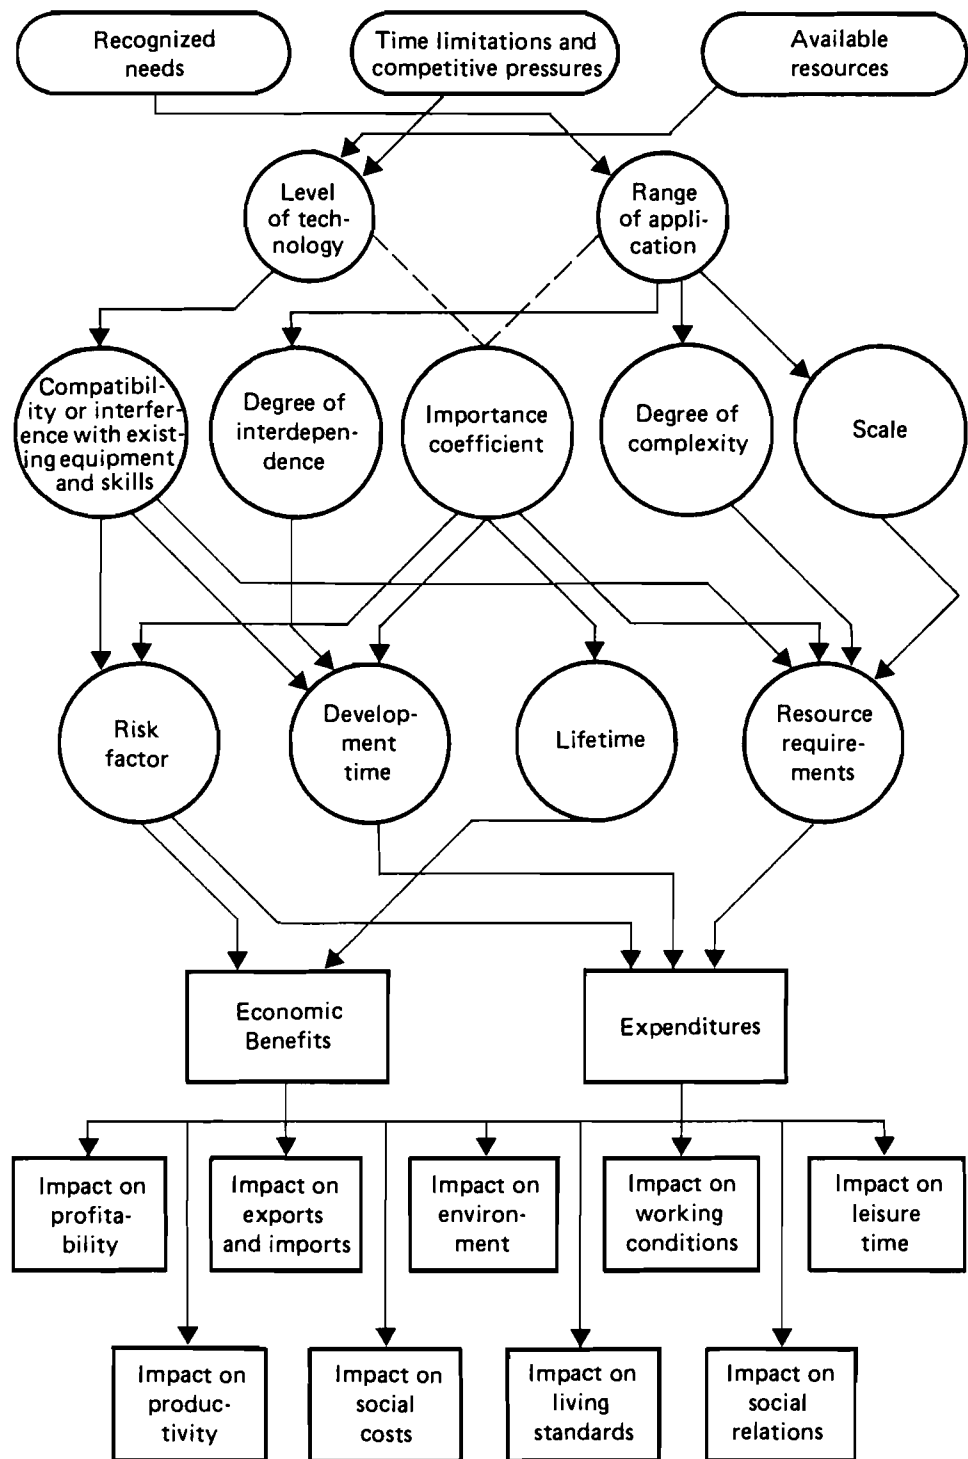 Recognized
needs
Time limitations and
competitive pressures
Available
resources
Level
of tech-
nology
Range
of appli-
cation
Compatibil-
ity or interfer-
ence with exist-
ing equipment
and skills
Degree of
interdepen-
dence
Importance
coefficient
Degree of
complexity
Scale
Risk
factor
Develop-
ment
time
Lifetime
Resource
require-
ments
Economic
Benefits
Expenditures
Impact on
profita-
bility
Impact on
exports
and imports
Impact on
environ-
ment
Impact on
working
conditions
Impact on
leisure
time
Impact on
produc-
tivity
Impact on
social
costs
Impact on
living
standards
Impact on
social
relations